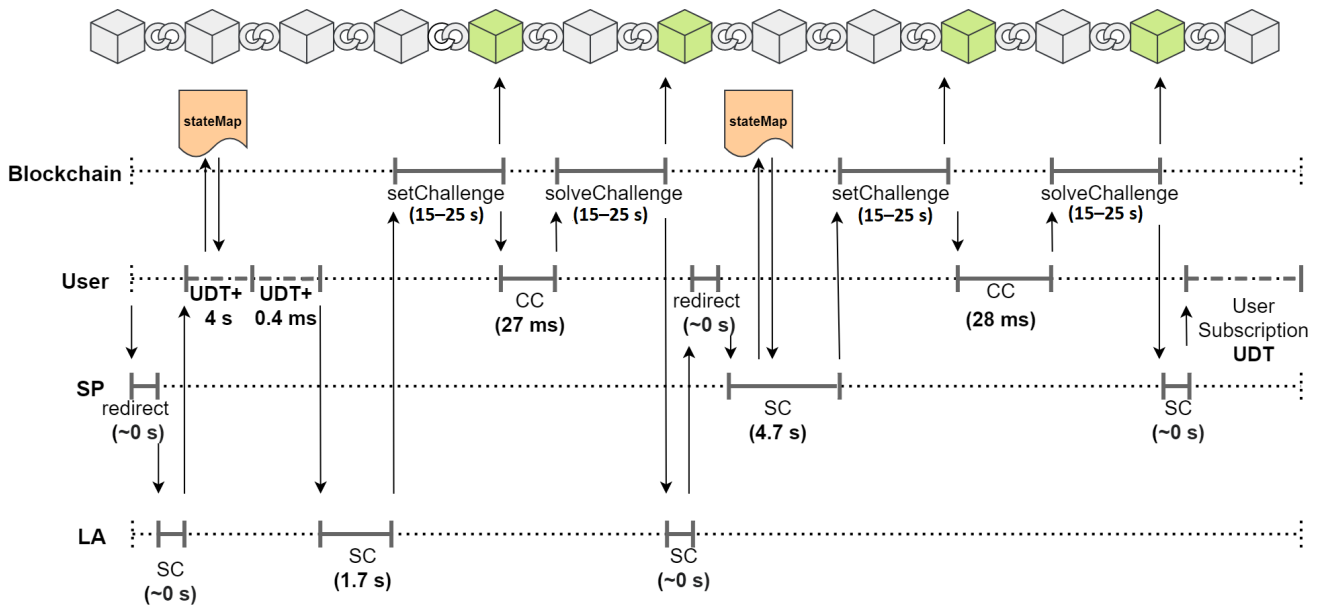 stateMap
stateMap
Blockchain
setChallenge
(15–25 s)
solveChallenge
(15–25 s)
setChallenge
(15–25 s)
solveChallenge
(15–25 s)
User
UDT+
4 s
UDT+
0.4 ms
CC
(27 ms)
redirect
(~0 s)
CC
(28 ms)
User
Subscription
UDT
SP
redirect
(~0 s)
SC
(4.7 s)
SC
(~0 s)
LA
SC
(~0 s)
SC
(1.7 s)
SC
(~0 s)